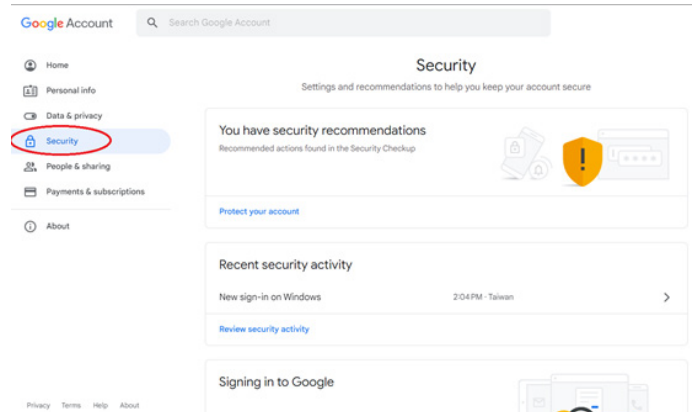 Google Account
Search Google Account
Home
Personal info
Data & privacy
Security
People & sharing
Payments & subscriptions
About
Privacy Terms Help About
Security
Settings and recommendations to help you keep your account secure
You have security recommendations
Recommended actions found in the Security Checkup
Protect your account
Recent security activity
New sign-in on Windows 2:04 PM · Taiwan
Review security activity
Signing in to Google